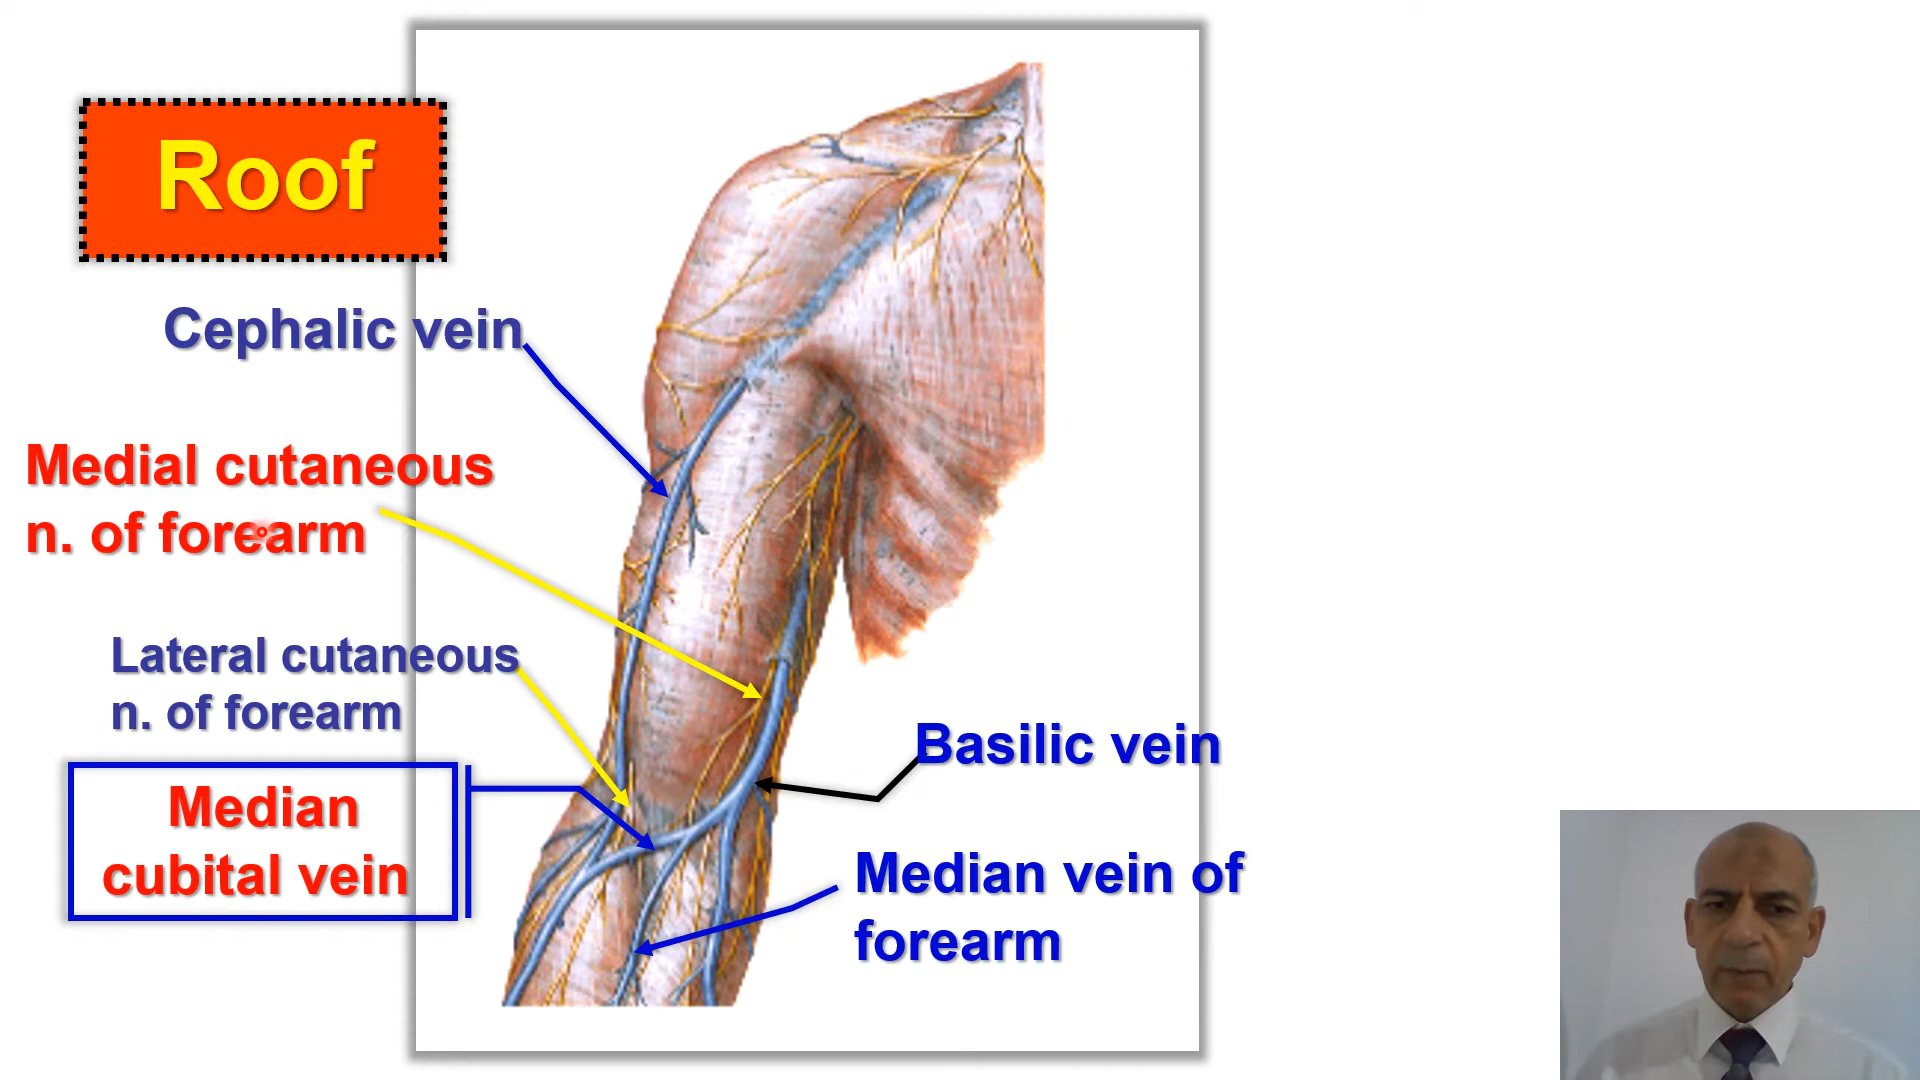 Roof
Cephalic vein
Medial cutaneous
n. of forearm
Lateral cutaneous
n. of forearm
Median
cubital vein
Basilic vein
Median vein of
forearm